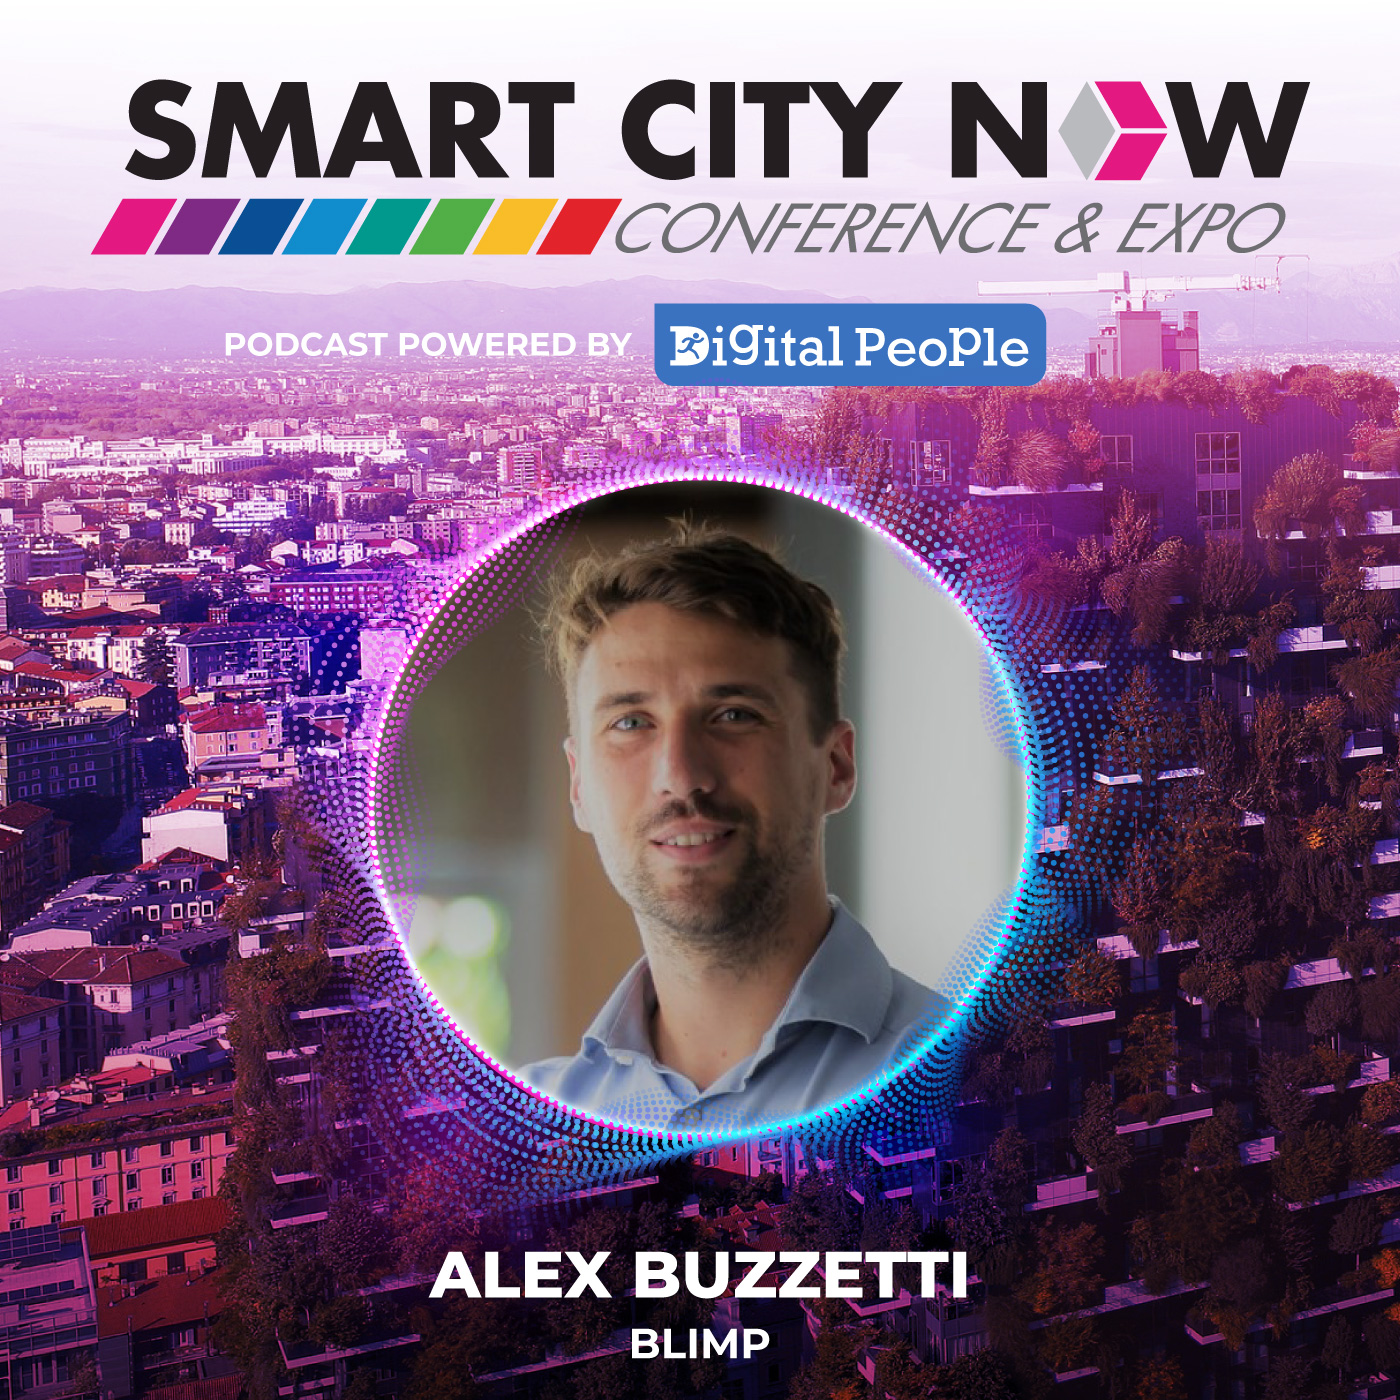 SMART CITY NOW
CONFERENCE & EXPO
PODCAST POWERED BY Digital People
ALEX BUZZETTI
BLIMP